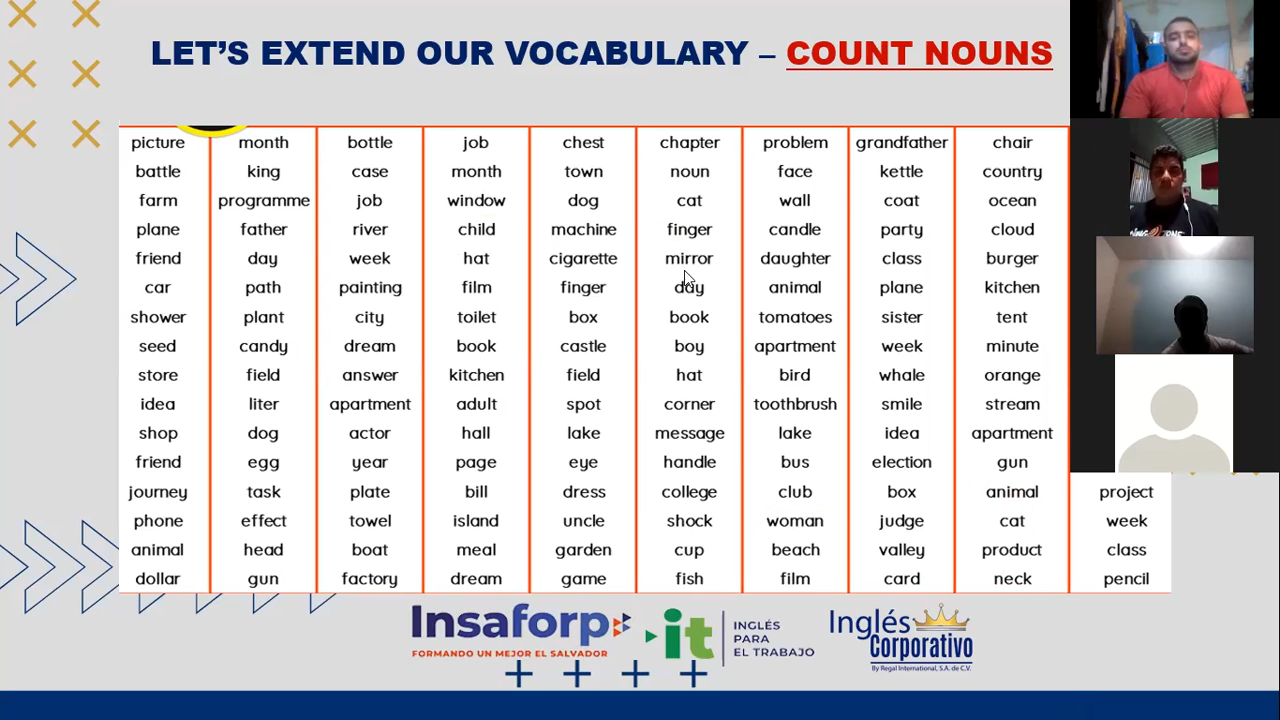 LET'S EXTEND OUR VOCABULARY – COUNT NOUNS
picture month bottle job chest chapter problem grandfather chair
battle king case month town noun face kettle country
farm programme job window dog cat wall coat ocean
plane father river child machine finger candle party cloud
friend day week hat cigarette mirror daughter class burger
car path painting film finger day animal plane kitchen
shower plant city toilet box book tomatoes sister tent
seed candy dream book castle boy apartment week minute
store field answer kitchen field hat bird whale orange
idea liter apartment adult spot corner toothbrush smile stream
shop dog actor hall lake message lake idea apartment
friend egg year page eye handle bus election gun
journey task plate bill dress college club box animal project
phone effect towel island uncle shock woman judge cat week
animal head boat meal garden cup beach valley product class
dollar gun factory dream game fish film card neck pencil
Insaforp
FORMANDO UN MEJOR EL SALVADOR
it
INGLÉS
PARA
EL TRABAJO
Inglés
Corporativo
By Regal International, S.A. de C.V.